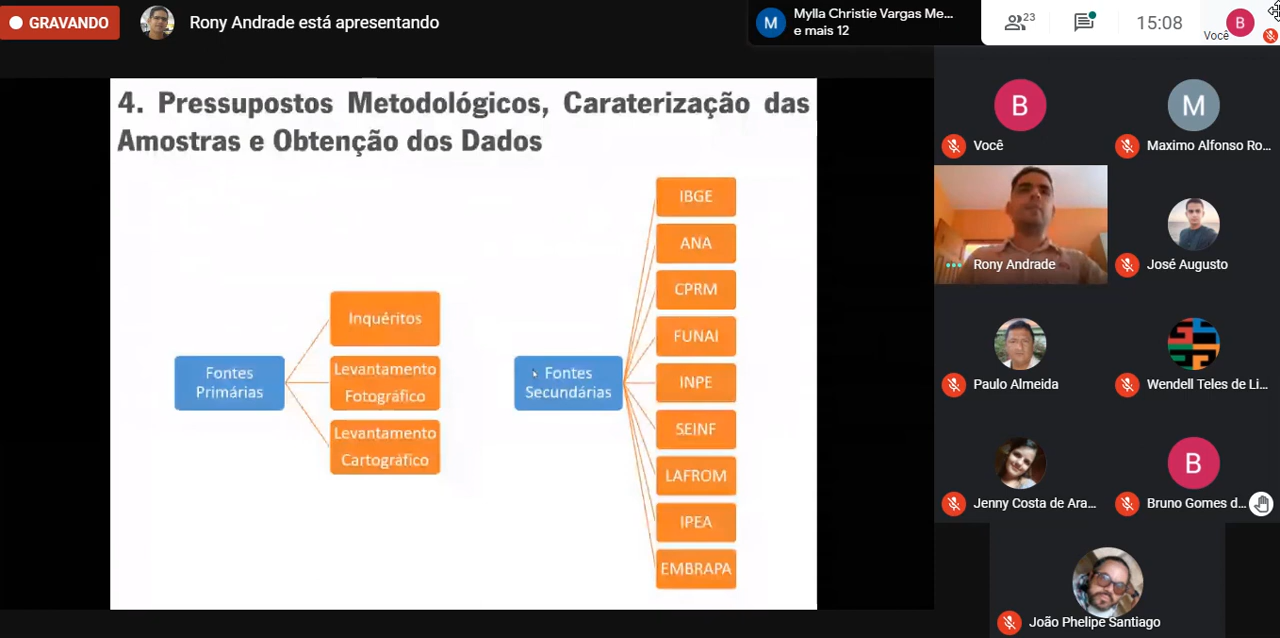 GRAVANDO
Rony Andrade está apresentando
M
Mylla Christie Vargas Me...
e mais 12
23
15:08
B
Você
4. Pressupostos Metodológicos, Caraterização das
Amostras e Obtenção dos Dados
Fontes
Primárias
Inquéritos
Levantamento
Fotográfico
Levantamento
Cartográfico
Fontes
Secundárias
IBGE
ANA
CPRM
FUNAI
INPE
SEINF
LAFROM
IPEA
EMBRAPA
B
Você
M
Maximo Alfonso Ro...
Rony Andrade
José Augusto
Paulo Almeida
Wendell Teles de Li...
Jenny Costa de Ara...
B
Bruno Gomes d...
João Phelipe Santiago